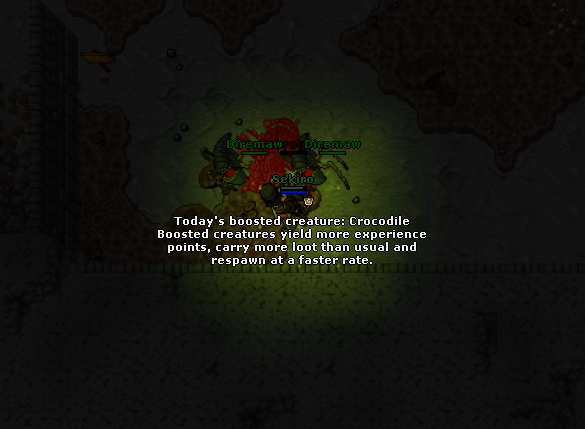 Diremaw Diremaw
Sekiro
Today's boosted creature: Crocodile
Boosted creatures yield more experience
points, carry more loot than usual and
respawn at a faster rate.